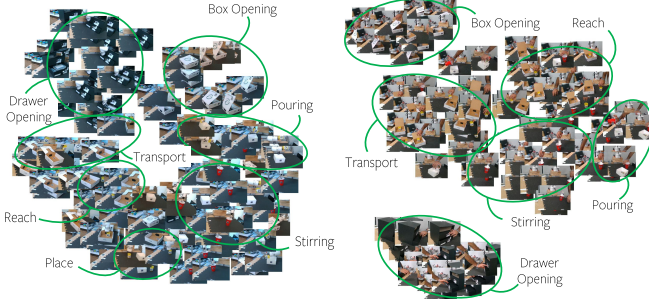 Box Opening
Drawer
Opening
Pouring
Transport
Reach
Stirring
Place
Box Opening
Reach
Transport
Pouring
Stirring
Drawer
Opening